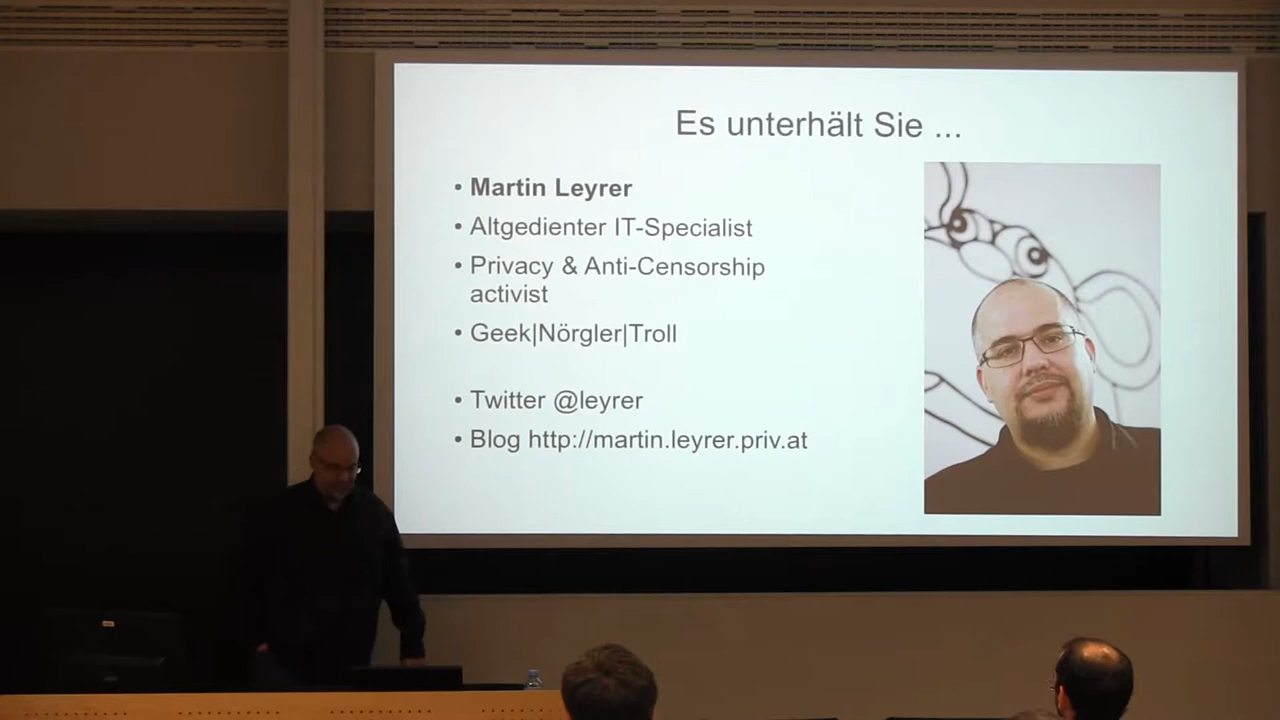 Es unterhält Sie ...
• Martin Leyrer
• Altgedienter IT-Specialist
• Privacy & Anti-Censorship
activist
• Geek|Nörgler|Troll
• Twitter @leyrer
• Blog http://martin.leyrer.priv.at